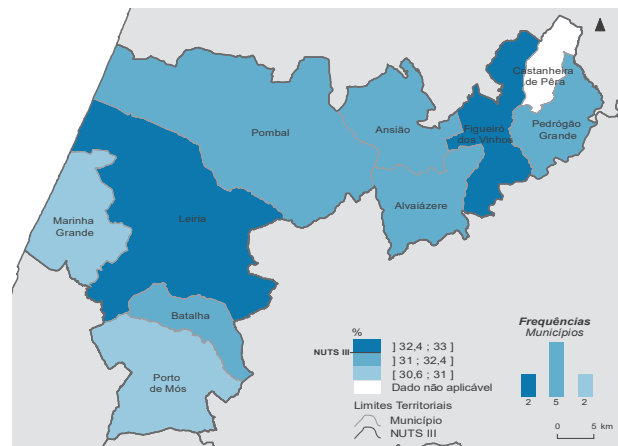 Castanheira
de Pêra
Pombal
Ansião
Figueiró
dos Vinhos
Pedrógão
Grande
Alvaiázere
Marinha
Grande
Leiria
Batalha
Porto
de Mós
%
NUTS III
] 32,4 ; 33 ]
] 31 ; 32,4 ]
[ 30,6 ; 31 ]
Dado não aplicável
Limites Territoriais
Município
NUTS III
Frequências
Municípios
2 5 2
0 5 km